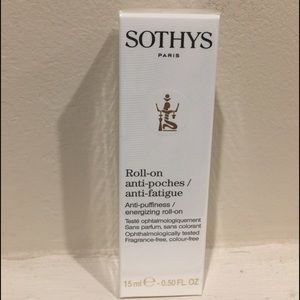 SOTHYS
PARIS
Roll-on
anti-poches /
anti-fatigue
Anti-puffiness /
energizing roll-on
Testé ophtalmologiquement
Sans parfum, sans colorant
Ophthalmologically tested
Fragrance-free, colour-free
15 ml ℮ - 0.50 FL. OZ